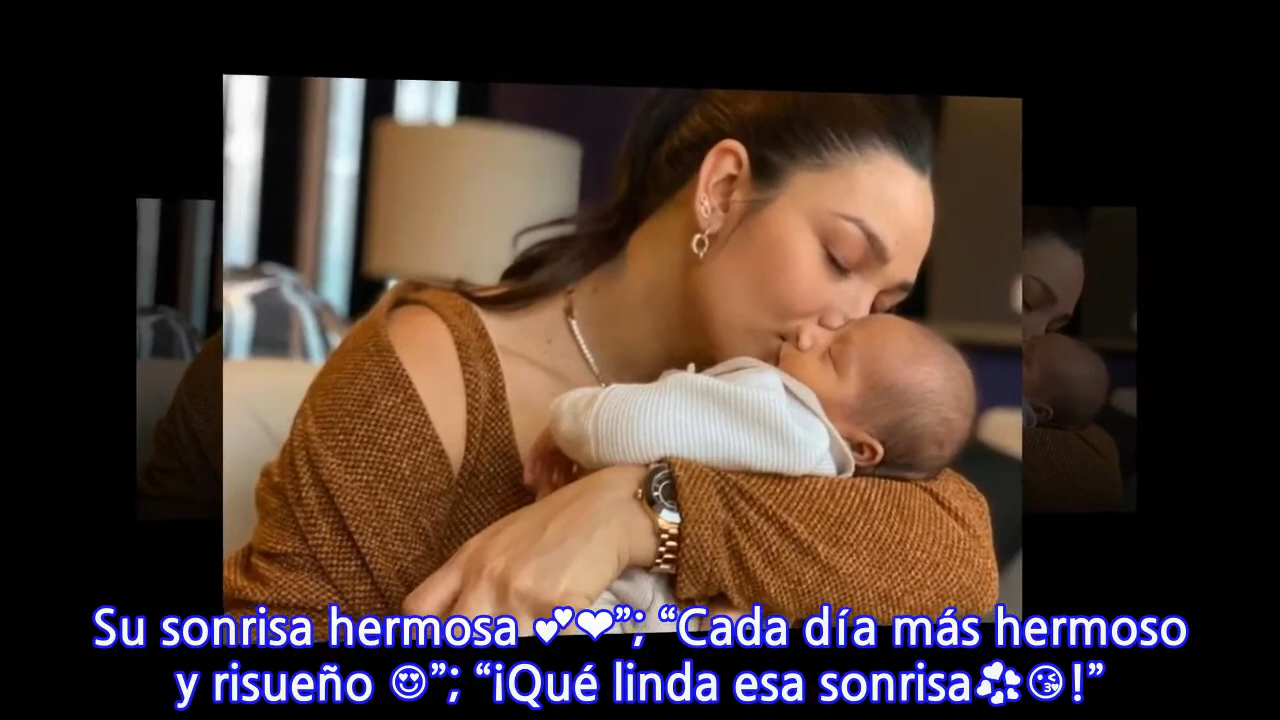 Su sonrisa hermosa 💕❤”; “Cada día más hermoso
y risueño 😍”; “¡Qué linda esa sonrisa💞😘!”